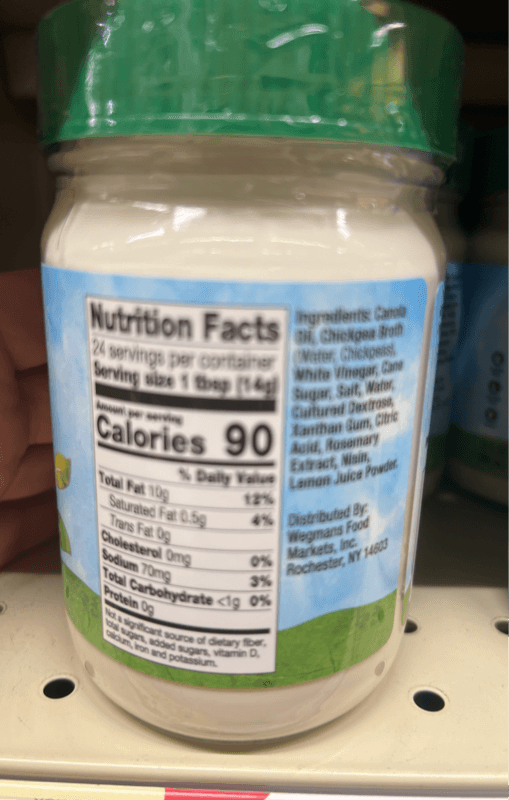 Nutrition Facts
24 servings per container
Serving size 1 tbsp (14g)
Amount per serving
Calories 90
% Daily Value
Total Fat 10g 12%
Saturated Fat 0.5g 4%
Trans Fat 0g
Cholesterol 0mg 0%
Sodium 70mg 3%
Total Carbohydrate <1g 0%
Protein 0g
Not a significant source of dietary fiber,
total sugars, added sugars, vitamin D,
calcium, iron and potassium.
Ingredients: Canola
Oil, Chickpea Broth
(Water, Chickpeas),
White Vinegar, Cane
Sugar, Salt, Water,
Cultured Dextrose,
Xanthan Gum, Citric
Acid, Rosemary
Extract, Nisin,
Lemon Juice Powder.
Distributed By:
Wegmans Food
Markets, Inc.
Rochester, NY 14603